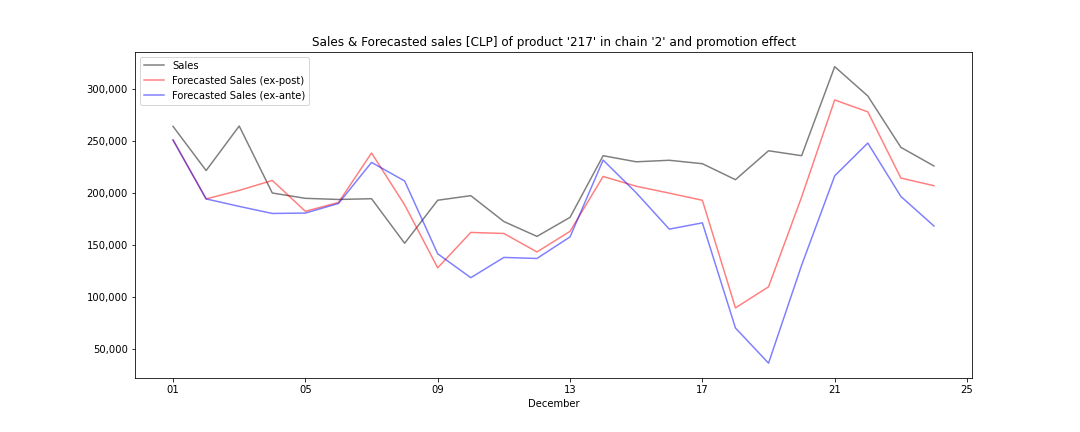 Sales & Forecasted sales [CLP] of product '217' in chain '2' and promotion effect
Sales
Forecasted Sales (ex-post)
Forecasted Sales (ex-ante)
300,000
250,000
200,000
150,000
100,000
50,000
01 05 09 13 17 21 25
December